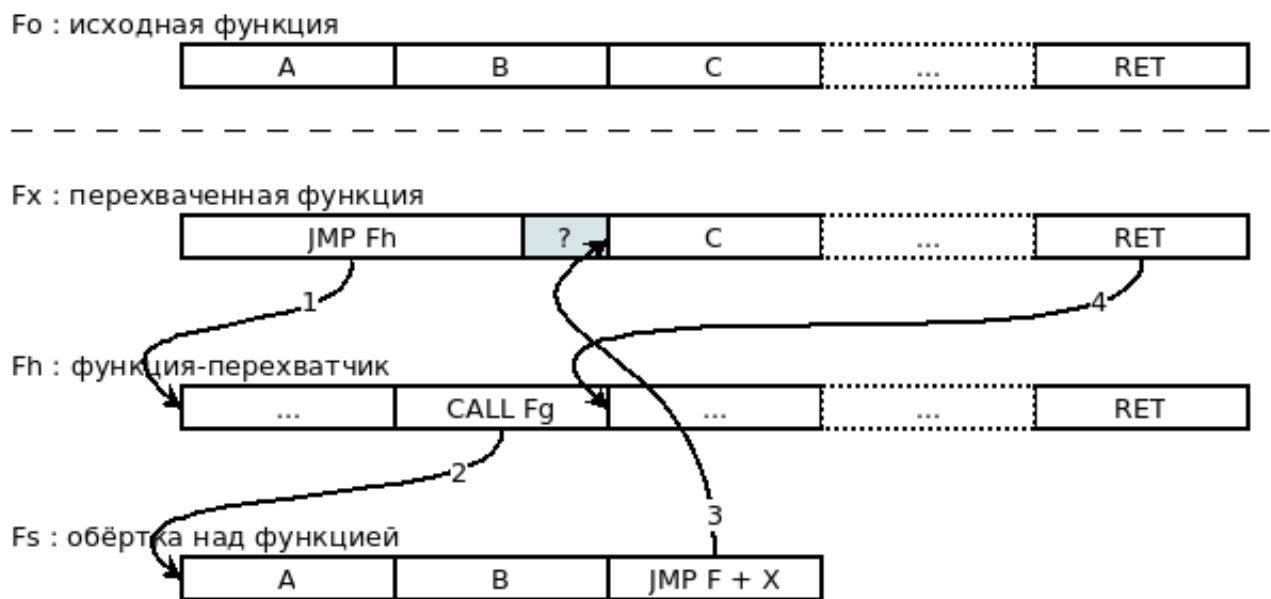 Fo : исходная функция
A B C ... RET
Fx : перехваченная функция
JMP Fh ? C ... RET
1 4
Fh : функция-перехватчик
... CALL Fg ... ... RET
2
3
Fs : обёртка над функцией
A B JMP F + X